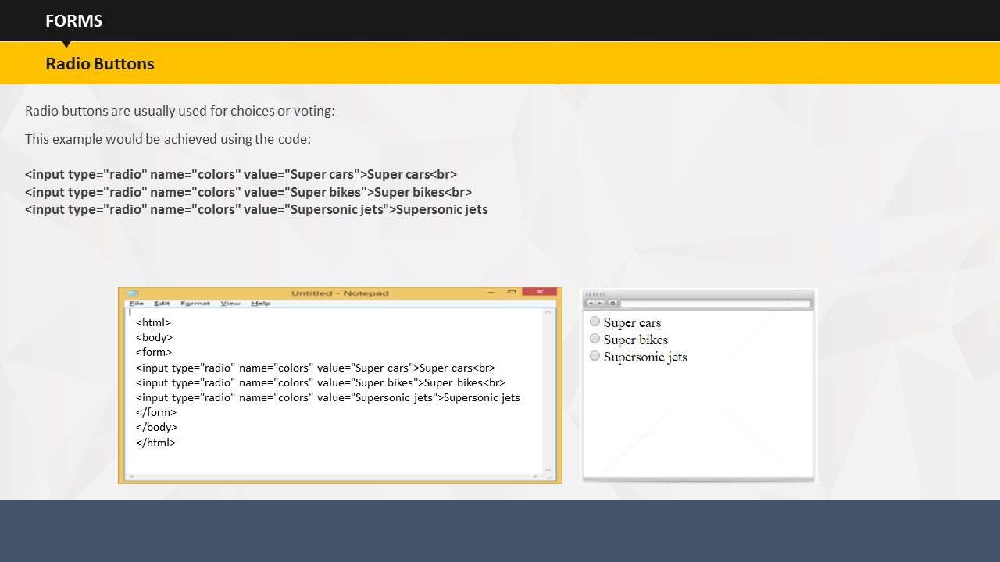 FORMS
Radio Buttons
Radio buttons are usually used for choices or voting:
This example would be achieved using the code:
<input type="radio" name="colors" value="Super cars">Super cars<br>
<input type="radio" name="colors" value="Super bikes">Super bikes<br>
<input type="radio" name="colors" value="Supersonic jets">Supersonic jets
Untitled - Notepad
File Edit Format View Help
<html>
<body>
<form>
<input type="radio" name="colors" value="Super cars">Super cars<br>
<input type="radio" name="colors" value="Super bikes">Super bikes<br>
<input type="radio" name="colors" value="Supersonic jets">Supersonic jets
</form>
</body>
</html>
Super cars
Super bikes
Supersonic jets